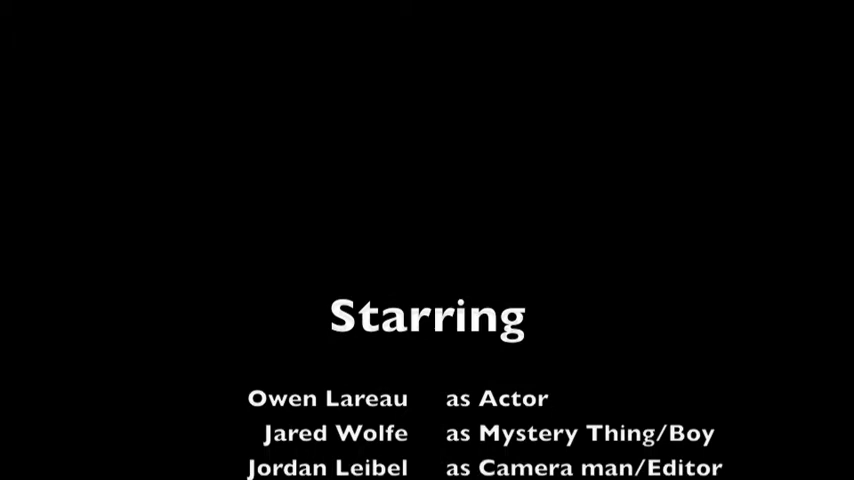 Starring
Owen Lareau as Actor
Jared Wolfe as Mystery Thing/Boy
Jordan Leibel as Camera man/Editor